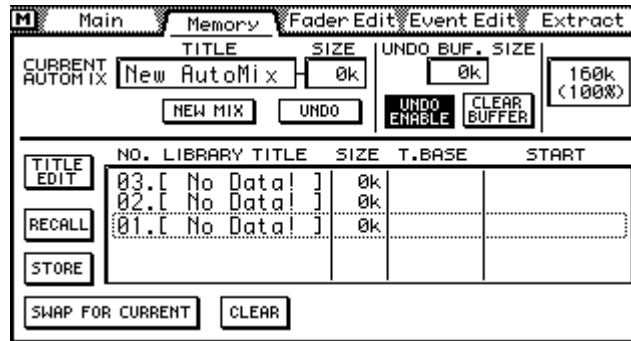 M Main Memory Fader Edit Event Edit Extract
TITLE SIZE UNDO BUF. SIZE
CURRENT AUTOMIX New AutoMix 0k 0k 160k (100%)
NEW MIX UNDO UNDO ENABLE CLEAR BUFFER
NO. LIBRARY TITLE SIZE T.BASE START
TITLE EDIT
03.[ No Data! ] 0k
02.[ No Data! ] 0k
RECALL 01.[ No Data! ] 0k
STORE
SWAP FOR CURRENT CLEAR